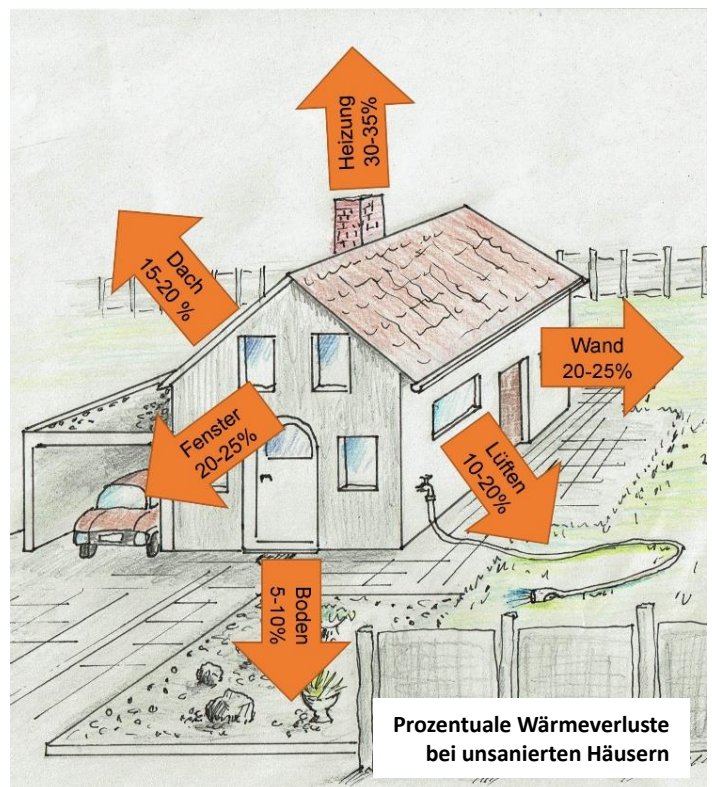 Heizung
30-35%
Dach
15-20 %
Wand
20-25%
Fenster
20-25%
Lüften
10-20%
Boden
5-10%
Prozentuale Wärmeverluste
bei unsanierten Häusern